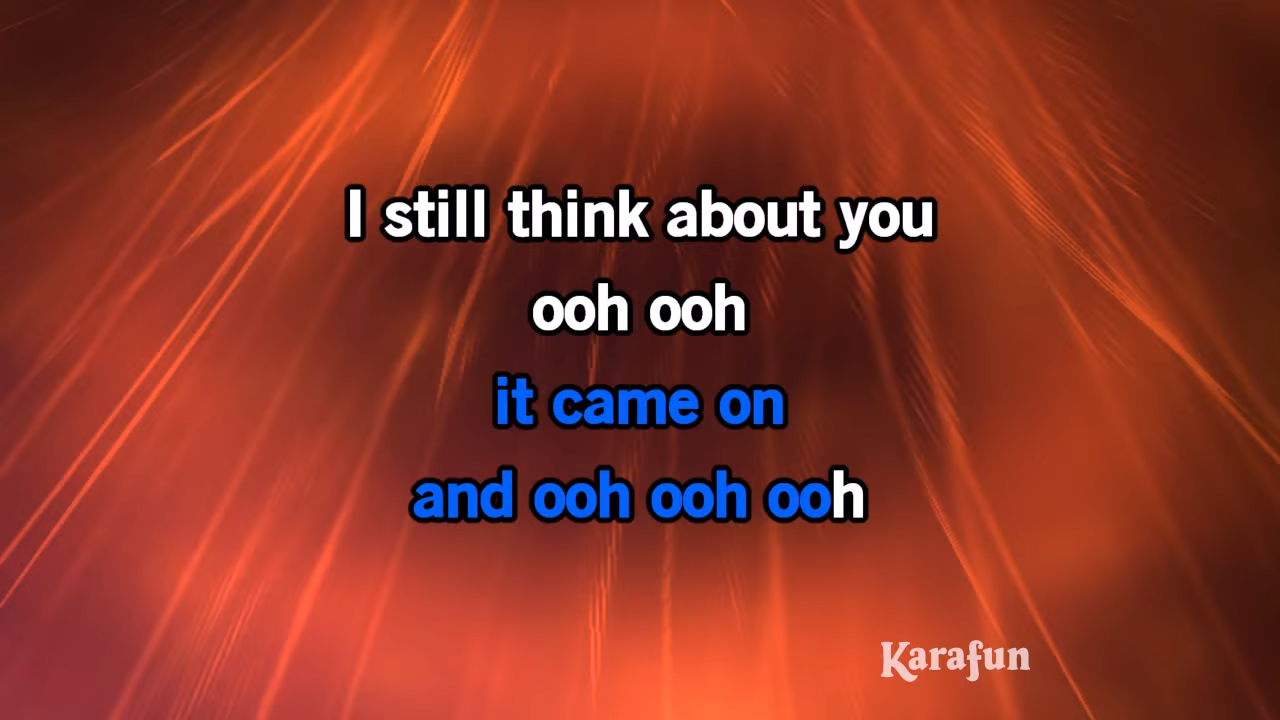 I still think about you
ooh ooh
it came on
and ooh ooh ooh
Karafun